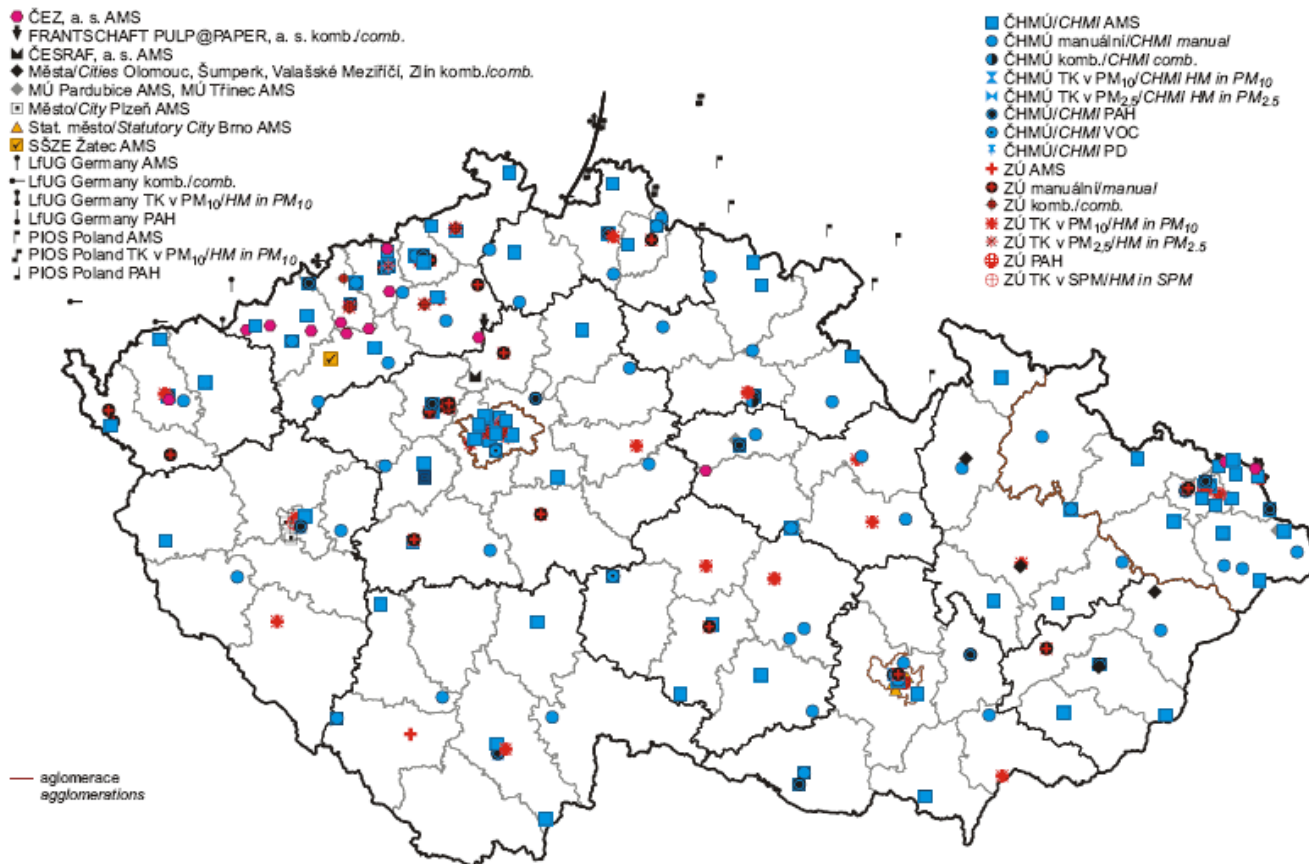 ČEZ, a. s. AMS
FRANTSCHAFT PULP@PAPER, a. s. komb./comb.
ČESRAF, a. s. AMS
Města/Cities Olomouc, Šumperk, Valašské Meziříčí, Zlín komb./comb.
MÚ Pardubice AMS, MÚ Třinec AMS
Město/City Plzeň AMS
Stat. město/Statutory City Brno AMS
SŠZE Žatec AMS
LfUG Germany AMS
LfUG Germany komb./comb.
LfUG Germany TK v PM10/HM in PM10
LfUG Germany PAH
PIOS Poland AMS
PIOS Poland TK v PM10/HM in PM10
PIOS Poland PAH
ČHMÚ/CHMI AMS
ČHMÚ manuální/CHMI manual
ČHMÚ komb./CHMI comb.
ČHMÚ TK v PM10/CHMI HM in PM10
ČHMÚ TK v PM2.5/CHMI HM in PM2.5
ČHMÚ/CHMI PAH
ČHMÚ/CHMI VOC
ČHMÚ/CHMI PD
ZÚ AMS
ZÚ manuální/manual
ZÚ komb./comb.
ZÚ TK v PM10/HM in PM10
ZÚ TK v PM2,5/HM in PM2.5
ZÚ PAH
ZÚ TK v SPM/HM in SPM
aglomerace
agglomerations